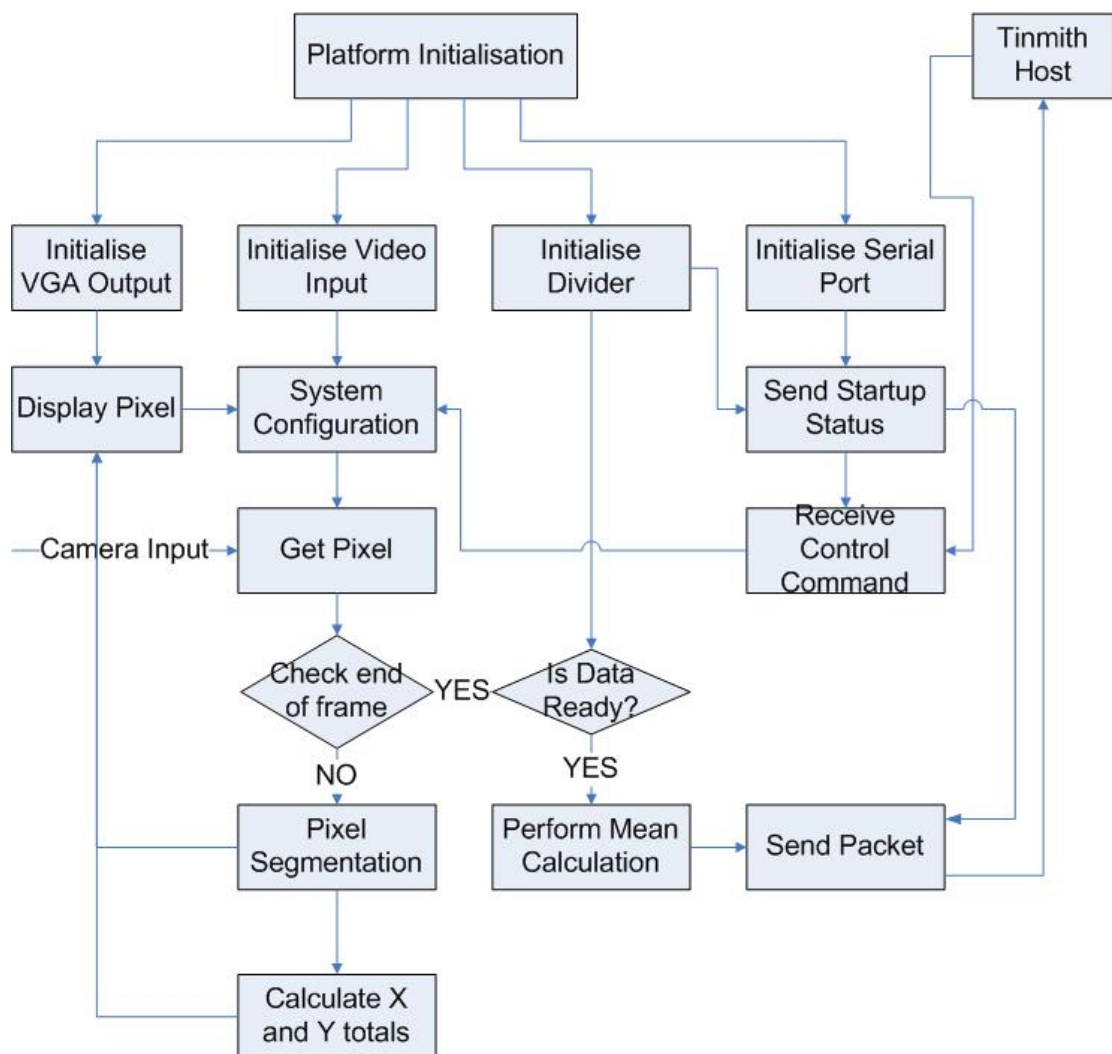 Platform Initialisation
Tinmith
Host
Initialise
VGA Output
Initialise Video
Input
Initialise
Divider
Initialise Serial
Port
Display Pixel
System
Configuration
Send Startup
Status
Camera Input
Get Pixel
Receive
Control
Command
Check end
of frame
YES
Is Data
Ready?
NO
YES
Pixel
Segmentation
Perform Mean
Calculation
Send Packet
Calculate X
and Y totals